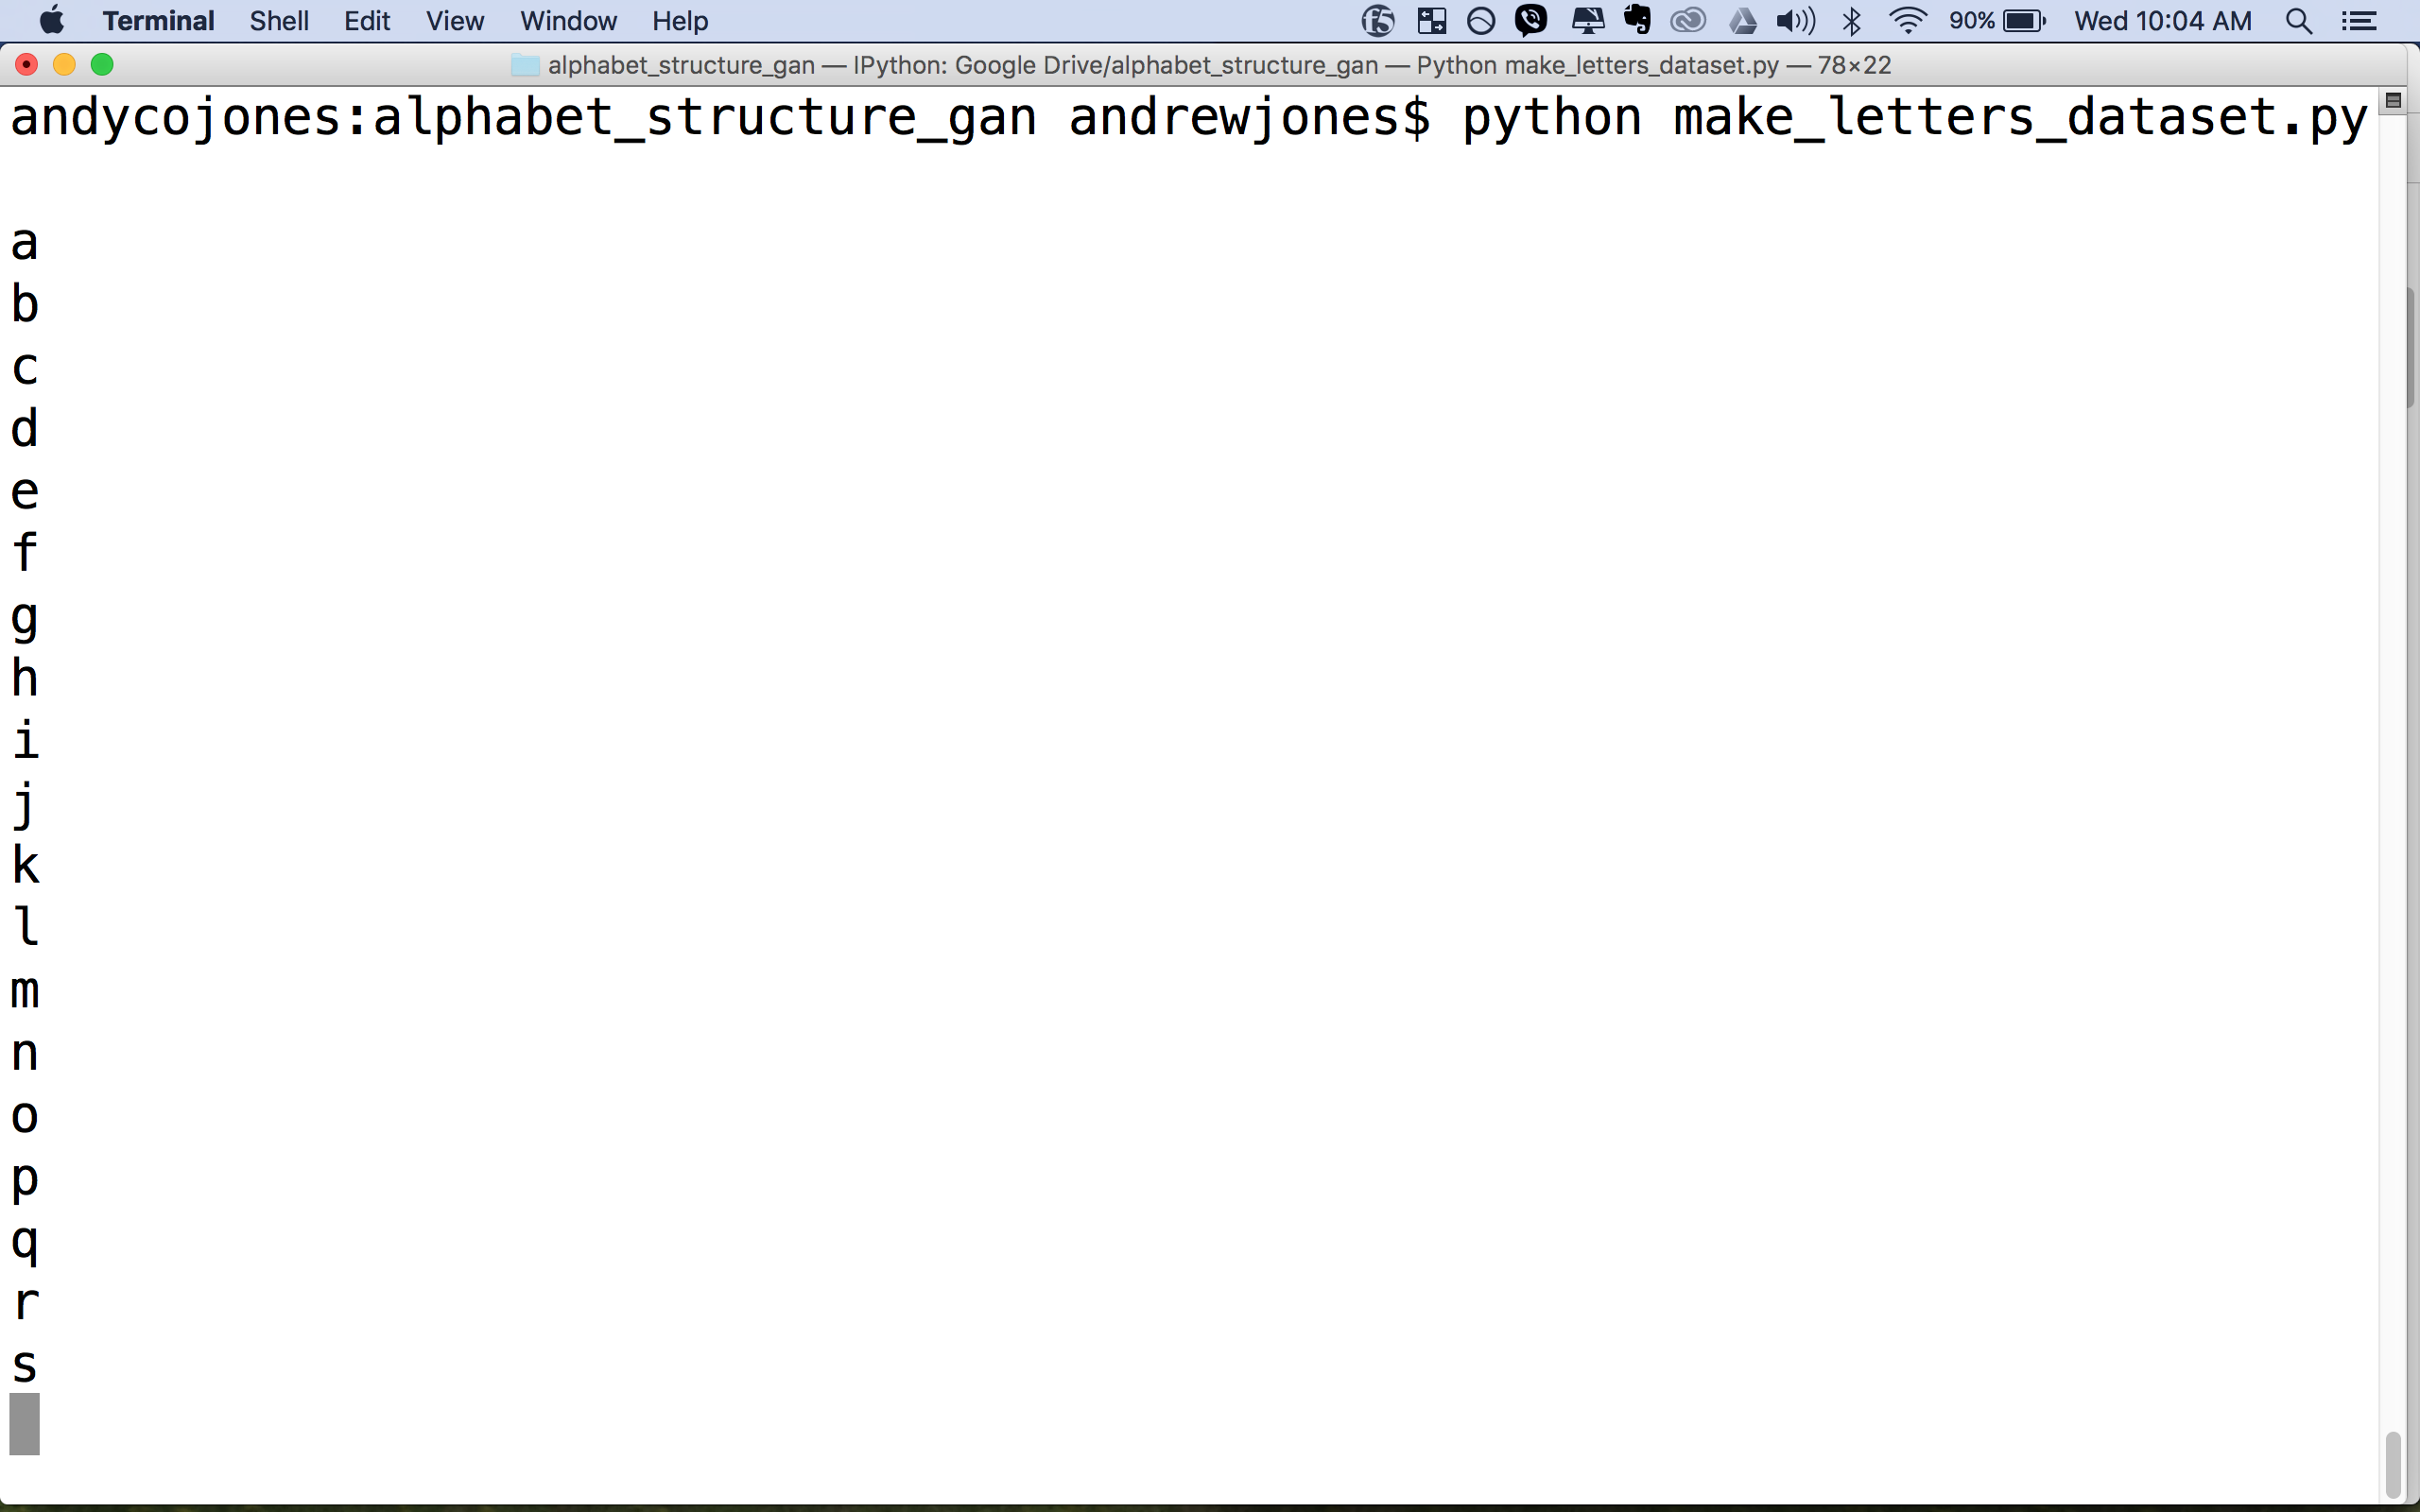 Terminal Shell Edit View Window Help f5 90% Wed 10:04 AM
alphabet_structure_gan — IPython: Google Drive/alphabet_structure_gan — Python make_letters_dataset.py — 78×22
andycojones:alphabet_structure_gan andrewjones$ python make_letters_dataset.py
a
b
c
d
e
f
g
h
i
j
k
l
m
n
o
p
q
r
s